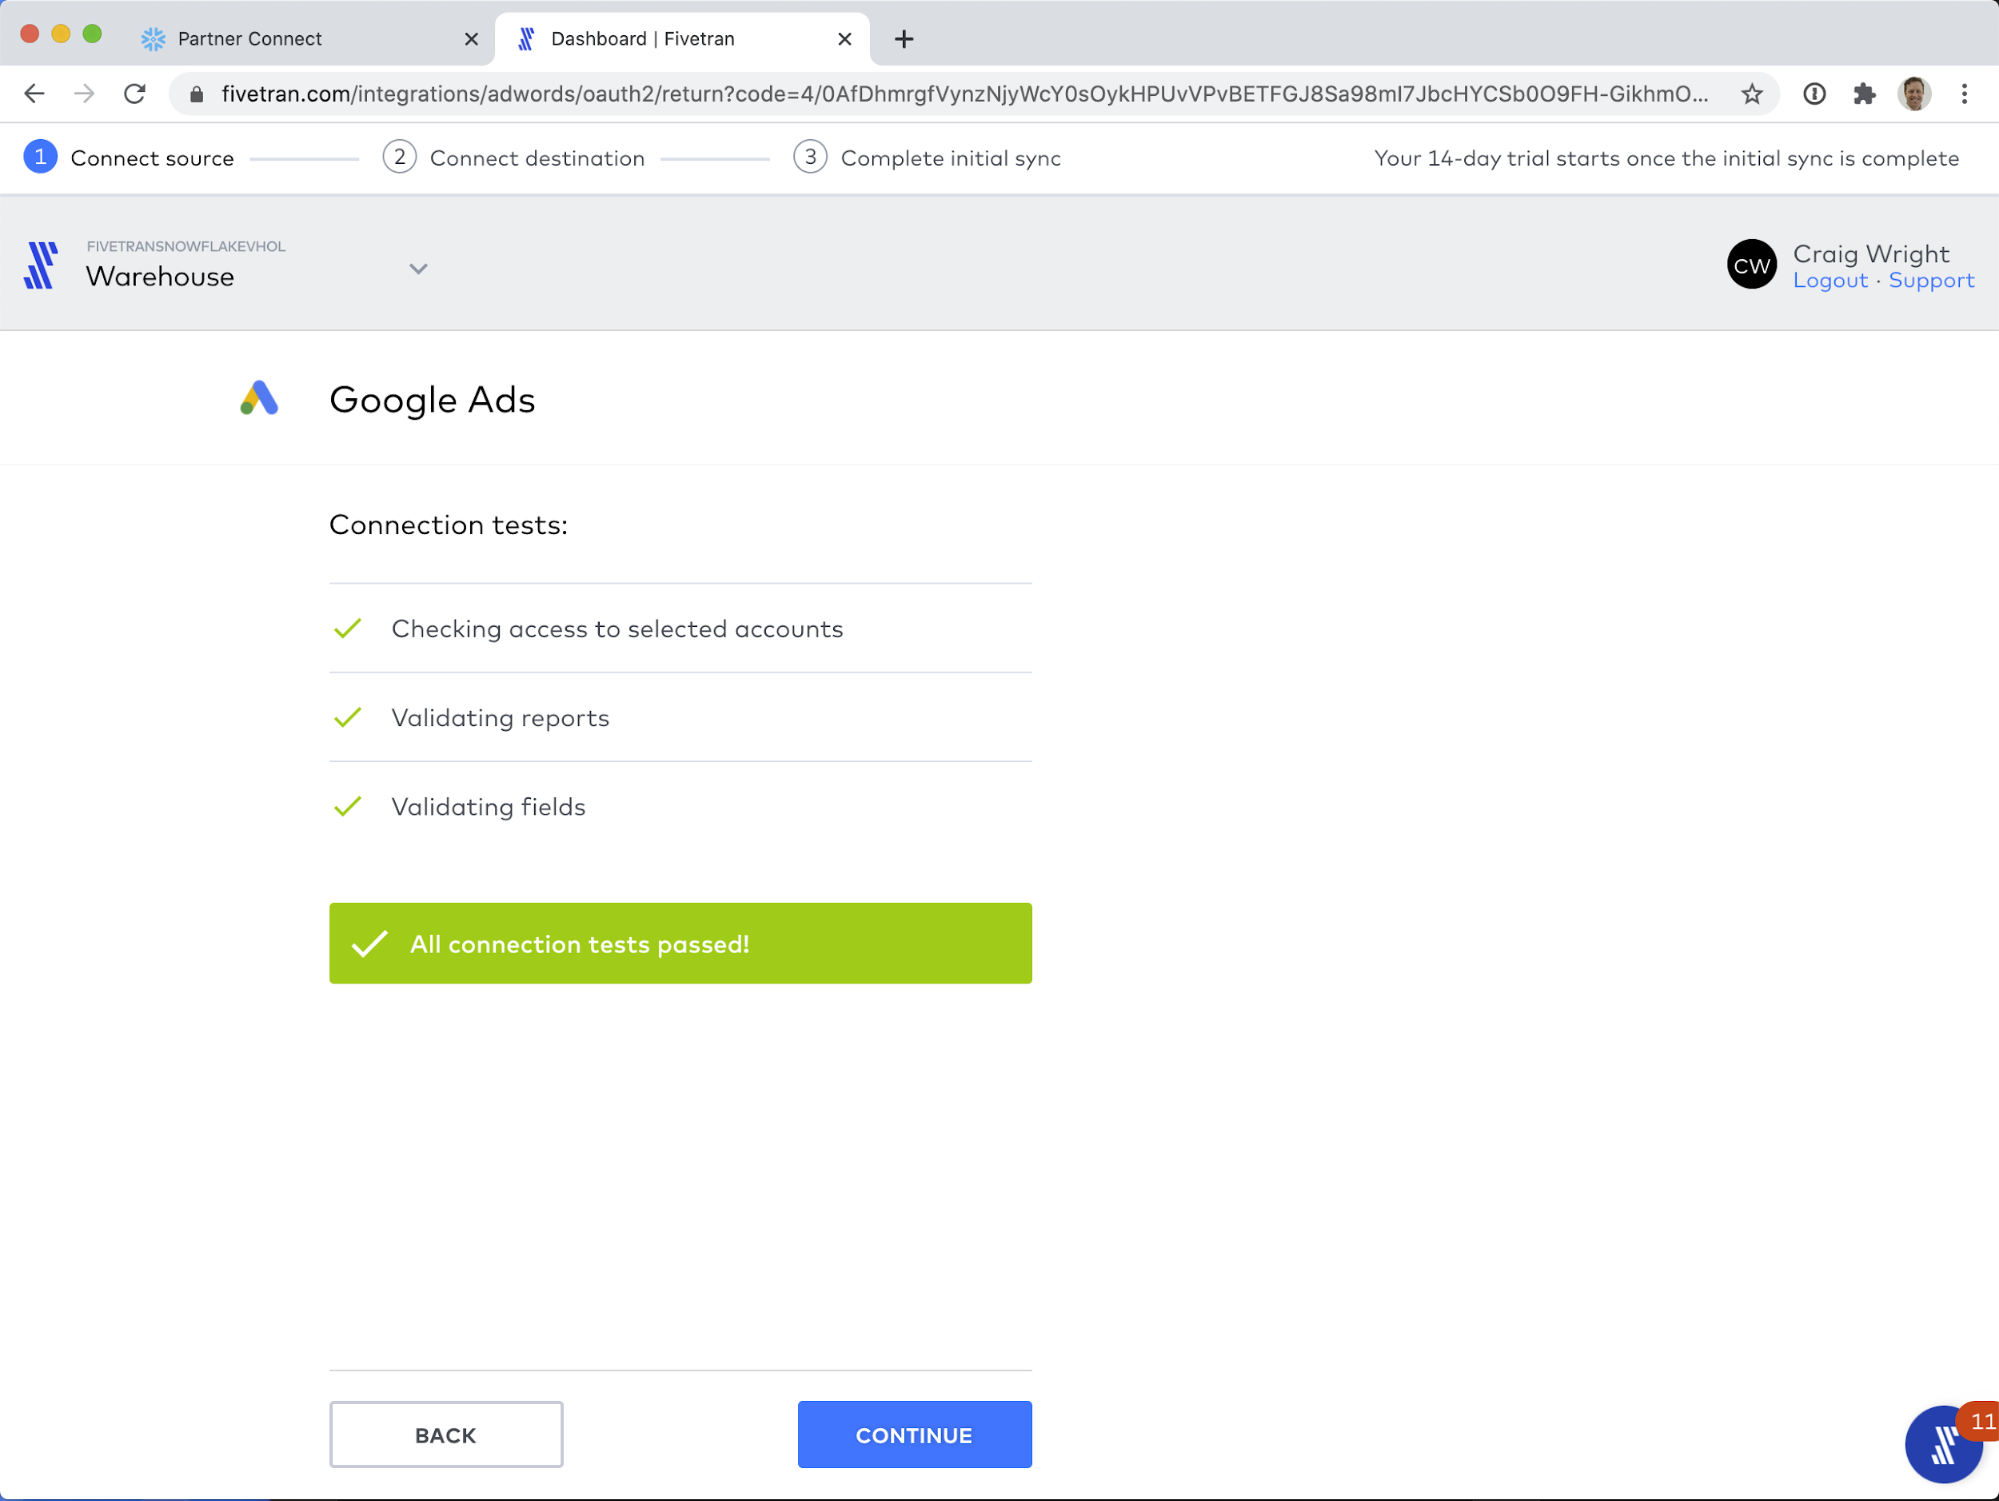 Partner Connect
Dashboard | Fivetran
fivetran.com/integrations/adwords/oauth2/return?code=4/0AfDhmrgfVynzNjyWcY0sOykHPUvVPvBETFGJ8Sa98ml7JbcHYCSb0O9FH-GikhmO...
1 Connect source
2 Connect destination
3 Complete initial sync
Your 14-day trial starts once the initial sync is complete
FIVETRANSNOWFLAKEVHOL
Warehouse
CW
Craig Wright
Logout · Support
Google Ads
Connection tests:
Checking access to selected accounts
Validating reports
Validating fields
All connection tests passed!
BACK
CONTINUE
11